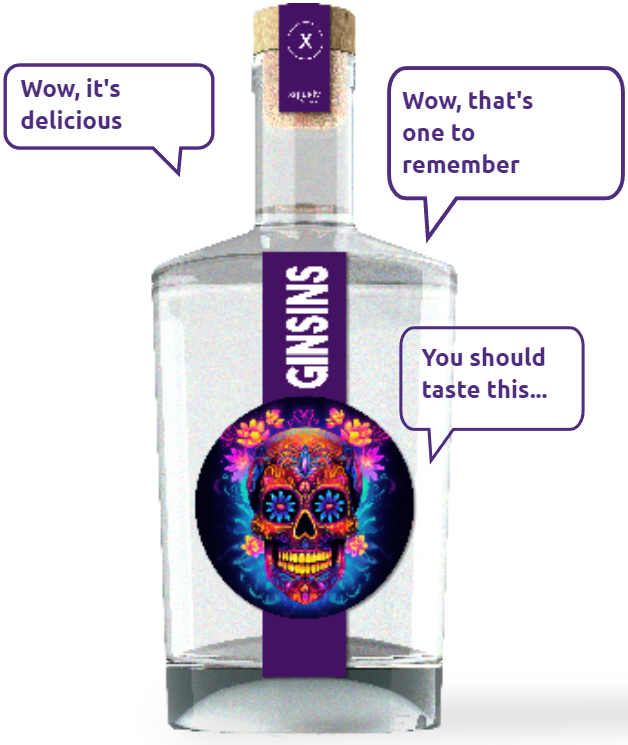 X
Wow, it's
delicious
Wow, that's
one to
remember
GINSINS
You should
taste this...